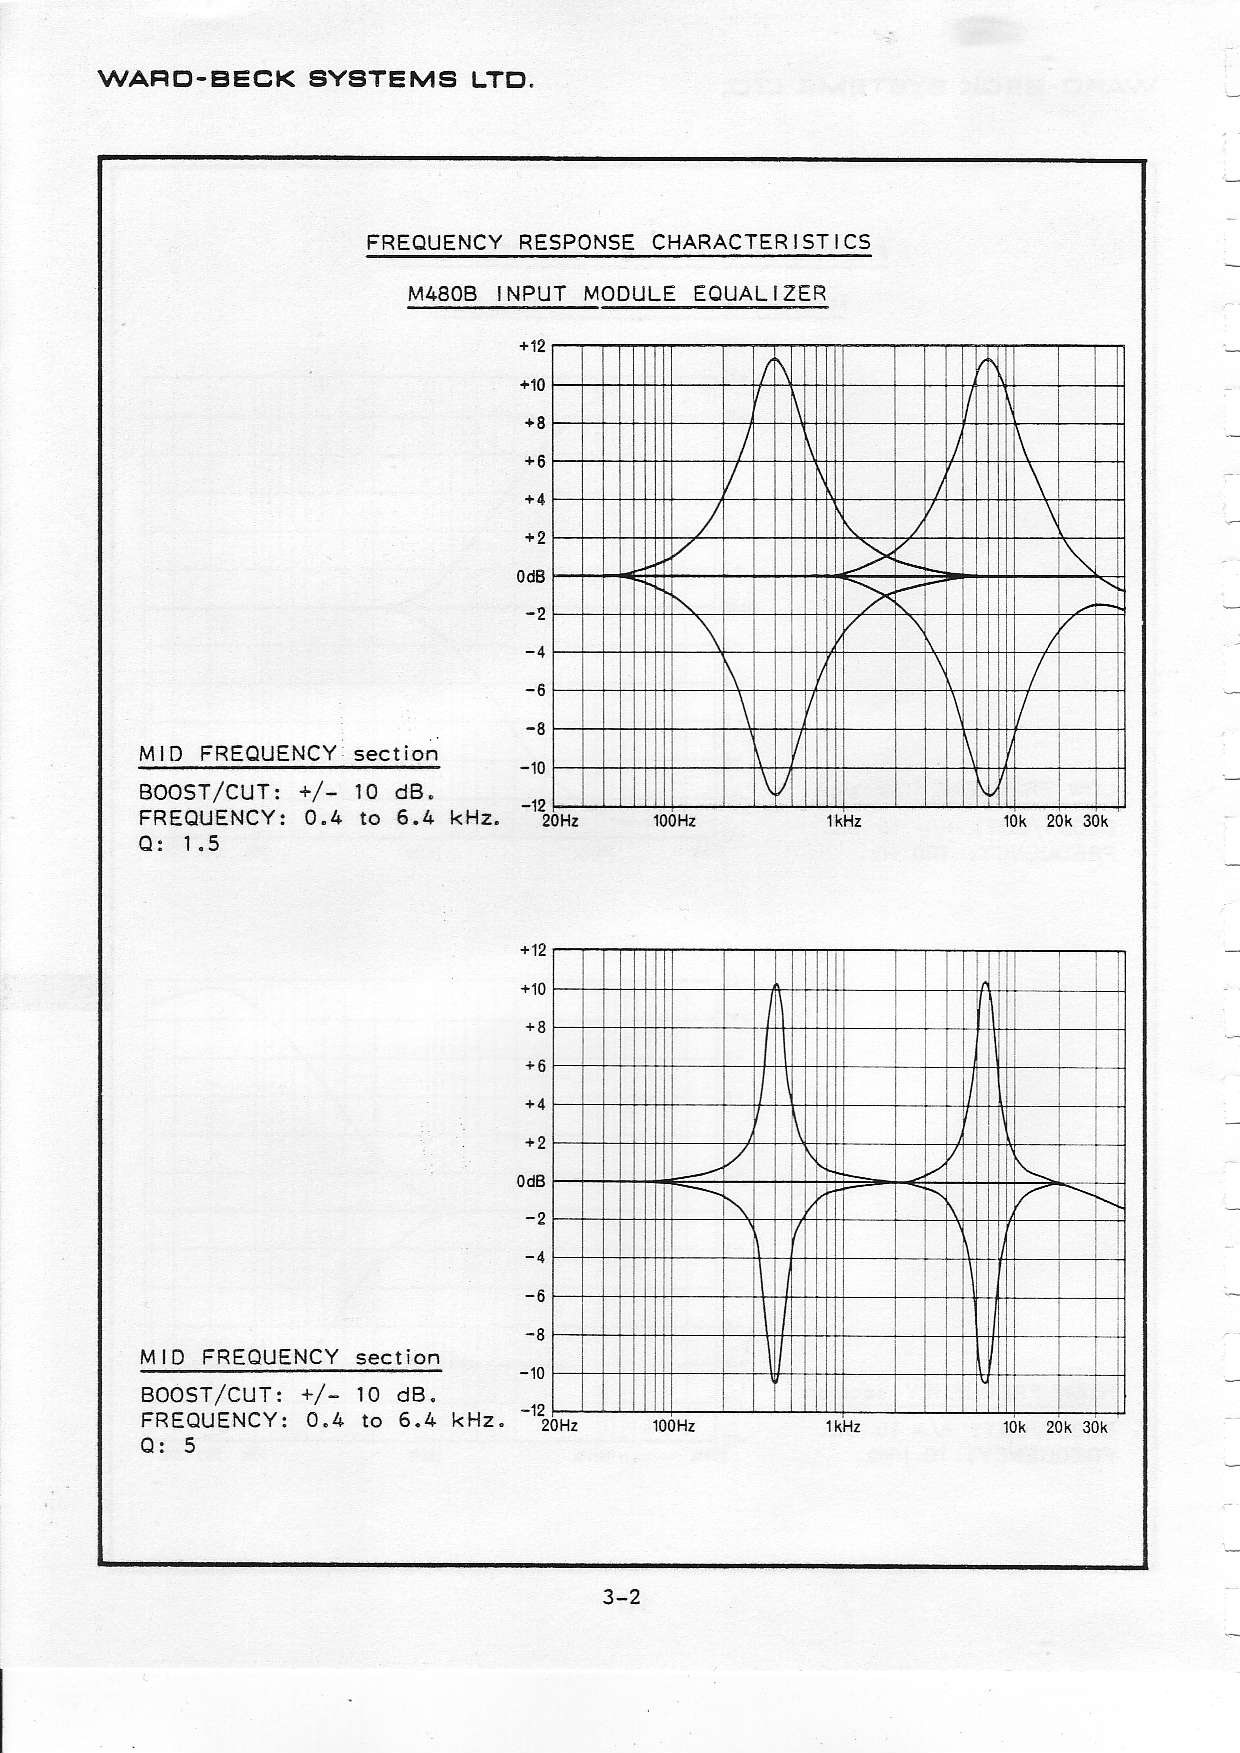 WARD-BECK SYSTEMS LTD.
FREQUENCY RESPONSE CHARACTERISTICS
M480B INPUT MODULE EQUALIZER
+12
+10
+8
+6
+4
+2
0dB
-2
-4
-6
-8
-10
-12
20Hz 100Hz 1kHz 10k 20k 30k
MID FREQUENCY section
BOOST/CUT: +/- 10 dB.
FREQUENCY: 0.4 to 6.4 kHz.
Q: 1.5
+12
+10
+8
+6
+4
+2
0dB
-2
-4
-6
-8
-10
-12
20Hz 100Hz 1kHz 10k 20k 30k
MID FREQUENCY section
BOOST/CUT: +/- 10 dB.
FREQUENCY: 0.4 to 6.4 kHz.
Q: 5
3-2